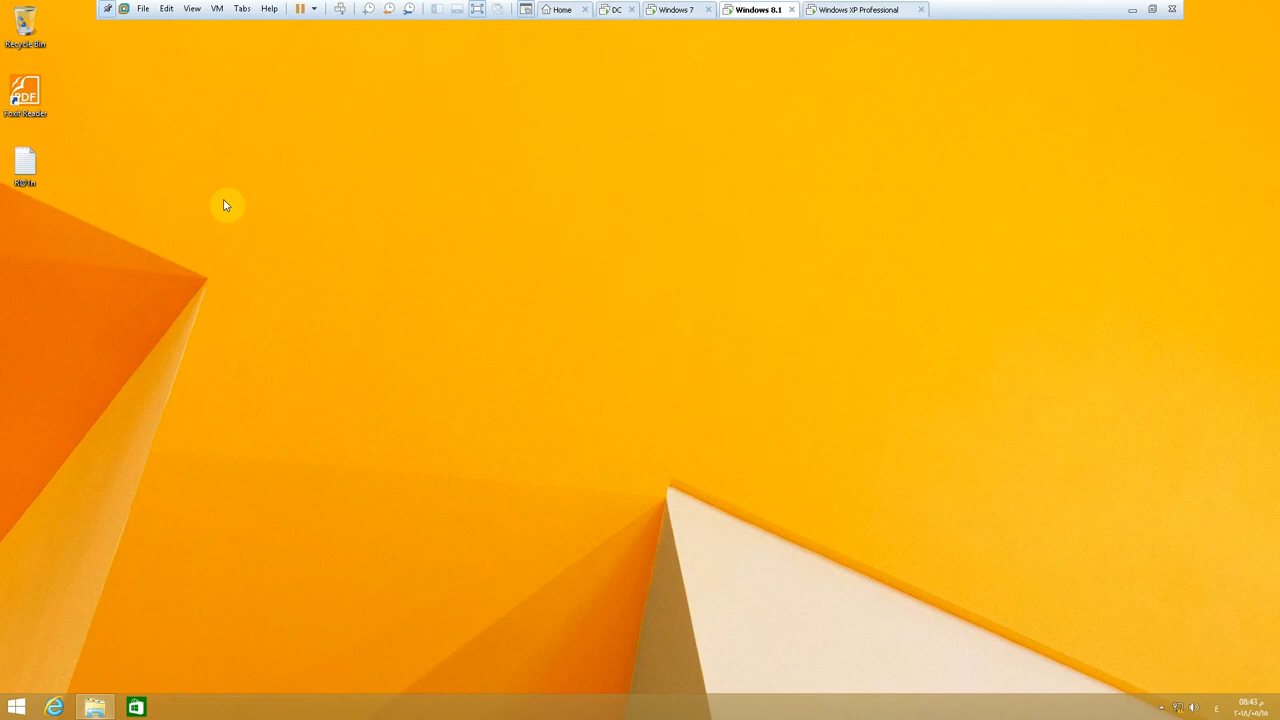 File Edit View VM Tabs Help Home DC Windows 7 Windows 8.1 Windows XP Professional
Recycle Bin
PDF
Foxit Reader
08:43 م
ع